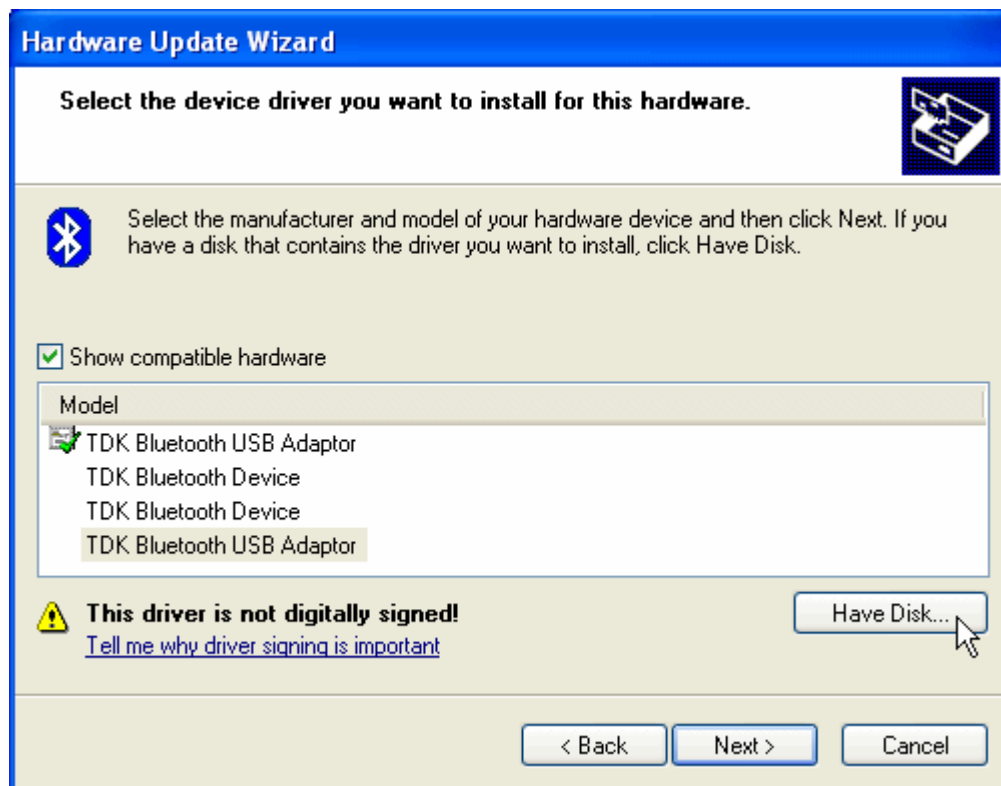 Hardware Update Wizard
Select the device driver you want to install for this hardware.
Select the manufacturer and model of your hardware device and then click Next. If you
have a disk that contains the driver you want to install, click Have Disk.
Show compatible hardware
Model
TDK Bluetooth USB Adaptor
TDK Bluetooth Device
TDK Bluetooth Device
TDK Bluetooth USB Adaptor
This driver is not digitally signed!
Have Disk...
Tell me why driver signing is important
< Back Next > Cancel